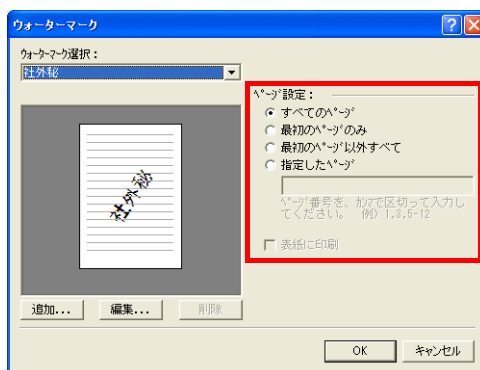 ウォーターマーク
ｳｫｰﾀｰﾏｰｸ選択：
社外秘
社外秘
追加...
編集...
削除
ﾍﾟｰｼﾞ設定：
すべてのﾍﾟｰｼﾞ
最初のﾍﾟｰｼﾞのみ
最初のﾍﾟｰｼﾞ以外すべて
指定したﾍﾟｰｼﾞ
ﾍﾟｰｼﾞ番号を、ｶﾝﾏで区切って入力し
てください。 例) 1,3,5-12
表紙に印刷
OK
キャンセル